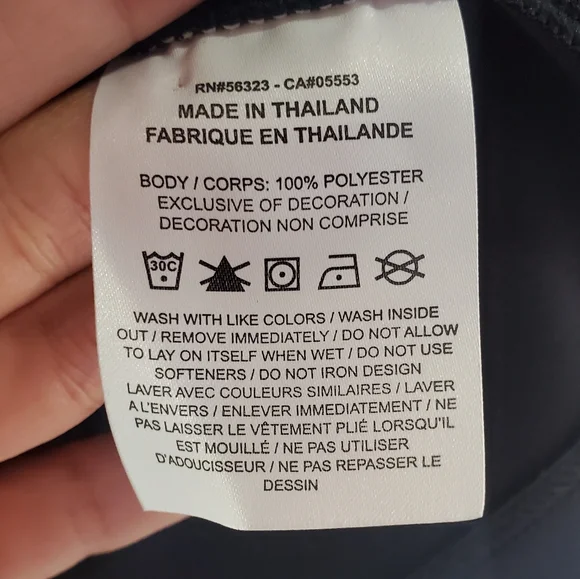 RN#56323 - CA#05553
MADE IN THAILAND
FABRIQUE EN THAILANDE
BODY / CORPS: 100% POLYESTER
EXCLUSIVE OF DECORATION /
DECORATION NON COMPRISE
30C
WASH WITH LIKE COLORS / WASH INSIDE
OUT / REMOVE IMMEDIATELY / DO NOT ALLOW
TO LAY ON ITSELF WHEN WET / DO NOT USE
SOFTENERS / DO NOT IRON DESIGN
LAVER AVEC COULEURS SIMILAIRES / LAVER
A L'ENVERS / ENLEVER IMMEDIATEMENT / NE
PAS LAISSER LE VÊTEMENT PLIÉ LORSQU'IL
EST MOUILLÉ / NE PAS UTILISER
D'ADOUCISSEUR / NE PAS REPASSER LE
DESSIN